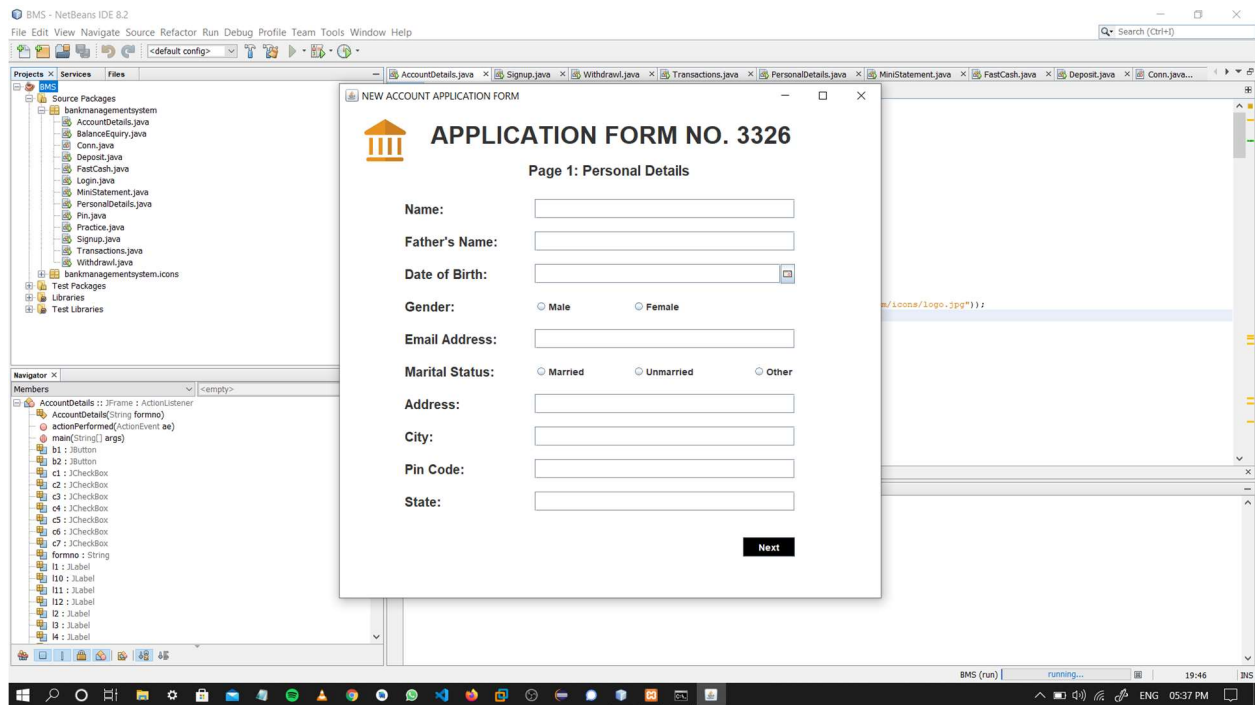 BMS - NetBeans IDE 8.2
File Edit View Navigate Source Refactor Run Debug Profile Team Tools Window Help
Search (Ctrl+I)
<default config>
Projects Services Files
BMS
Source Packages
bankmanagementsystem
AccountDetails.java
BalanceEquiry.java
Conn.java
Deposit.java
FastCash.java
Login.java
MiniStatement.java
PersonalDetails.java
Pin.java
Practice.java
Signup.java
Transactions.java
Withdrawl.java
bankmanagementsystem.icons
Test Packages
Libraries
Test Libraries
AccountDetails.java Signup.java Withdrawl.java Transactions.java PersonalDetails.java MiniStatement.java FastCash.java Deposit.java Conn.java...
m/icons/logo.jpg"));
NEW ACCOUNT APPLICATION FORM
APPLICATION FORM NO. 3326
Page 1: Personal Details
Name:
Father's Name:
Date of Birth:
Gender: Male Female
Email Address:
Marital Status: Married Unmarried Other
Address:
City:
Pin Code:
State:
Next
Navigator
Members <empty>
AccountDetails :: JFrame : ActionListener
AccountDetails(String formno)
actionPerformed(ActionEvent ae)
main(String[] args)
b1 : JButton
b2 : JButton
c1 : JCheckBox
c2 : JCheckBox
c3 : JCheckBox
c4 : JCheckBox
c5 : JCheckBox
c6 : JCheckBox
c7 : JCheckBox
formno : String
l1 : JLabel
l10 : JLabel
l11 : JLabel
l12 : JLabel
l2 : JLabel
l3 : JLabel
l4 : JLabel
BMS (run) running... 19:46 INS
ENG 05:37 PM